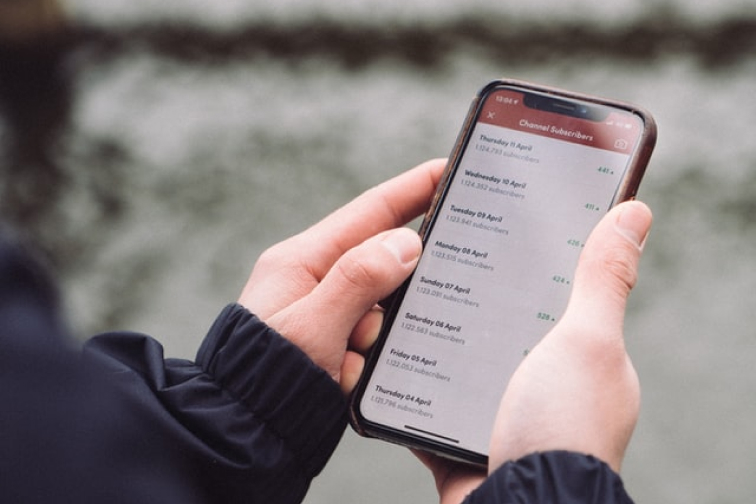 Channel Subscribers
Thursday 11 April
1,124,793 subscribers
441
Wednesday 10 April
1,124,352 subscribers
411
Tuesday 09 April
1,123,941 subscribers
426
Monday 08 April
1,123,515 subscribers
424
Sunday 07 April
1,123,091 subscribers
528
Saturday 06 April
1,122,563 subscribers
Friday 05 April
1,122,053 subscribers
Thursday 04 April
1,121,796 subscribers